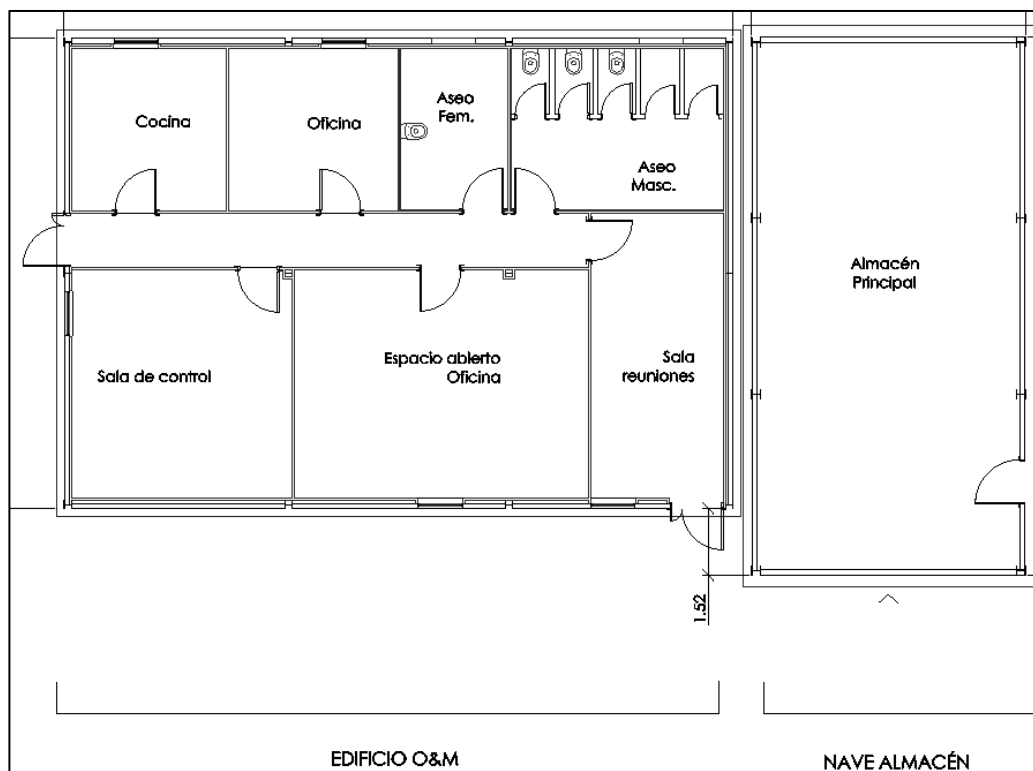 Cocina
Oficina
Aseo
Fem.
Aseo
Masc.
Almacén
Principal
Sala de control
Espacio abierto
Oficina
Sala
reuniones
1.52
EDIFICIO O&M
NAVE ALMACÉN